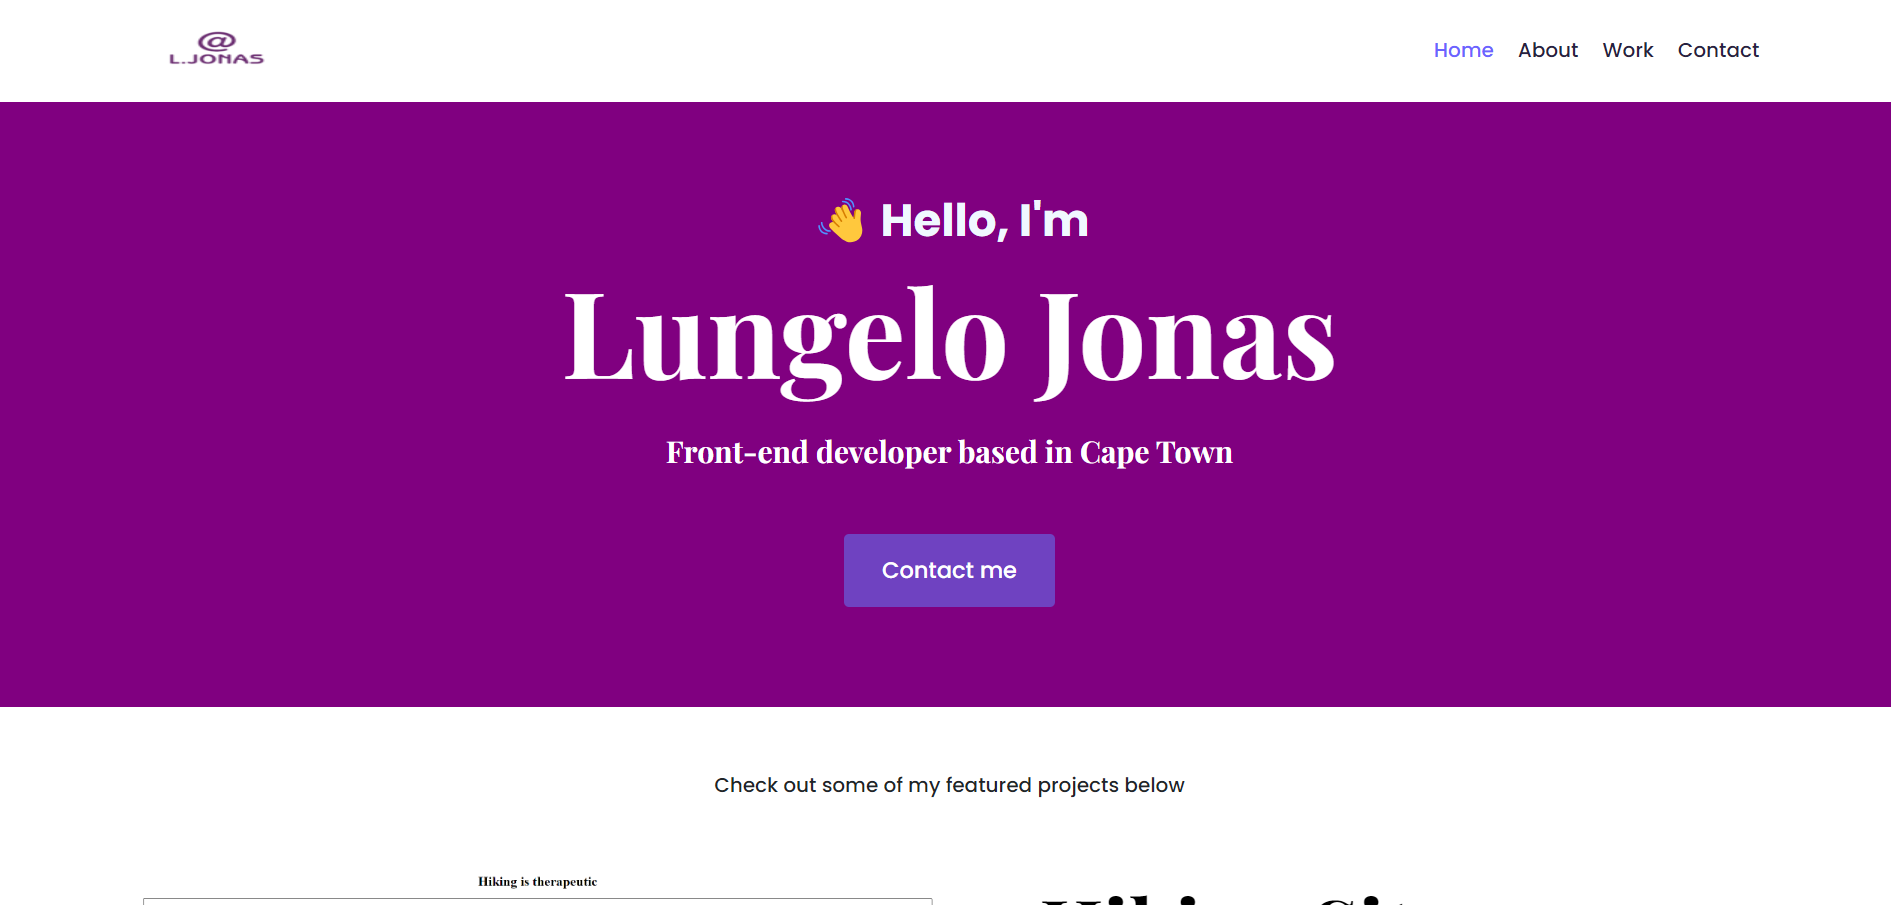 @
L.JONAS
Home About Work Contact
👋 Hello, I'm
Lungelo Jonas
Front-end developer based in Cape Town
Contact me
Check out some of my featured projects below
Hiking is therapeutic